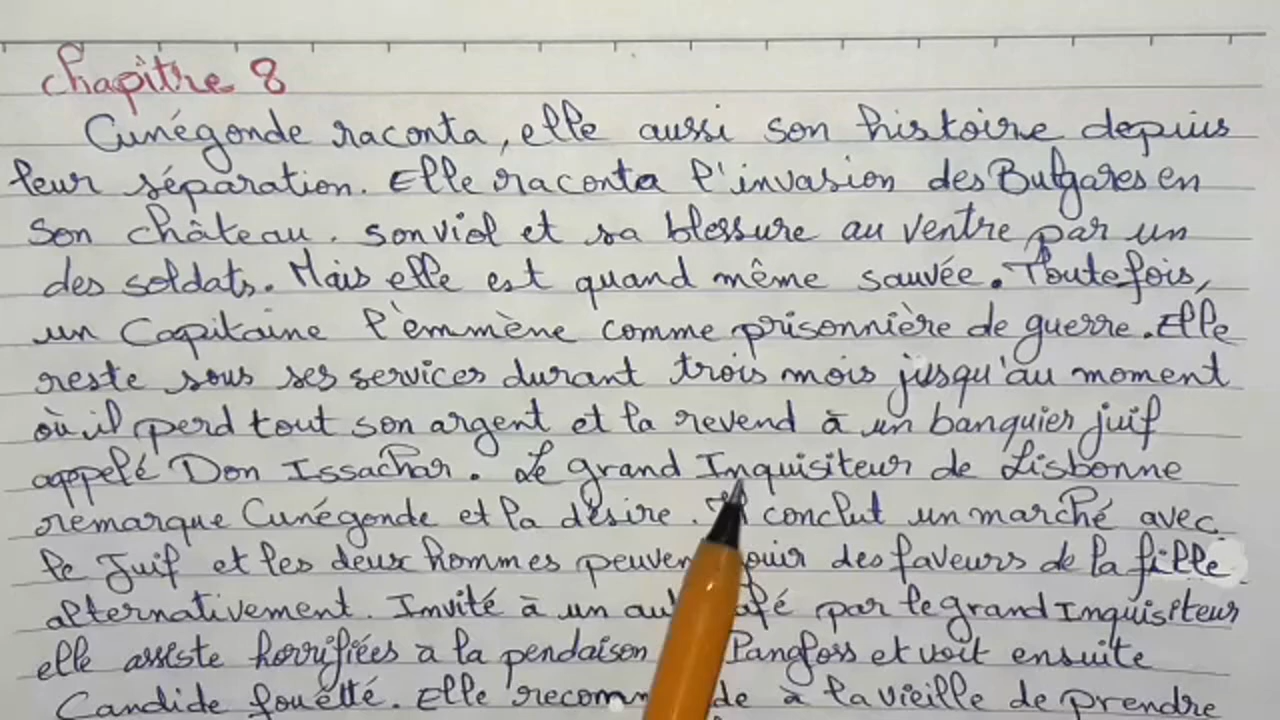 Chapitre 8
Cunégonde raconta, elle aussi son histoire depuis
leur séparation. Elle raconta l'invasion des Bulgares en
son château. son viol et sa blessure au ventre par un
des soldats. Mais elle est quand même sauvée. Toutefois,
un Capitaine l'emmène comme prisonnière de guerre. Elle
reste sous ses services durant trois mois jusqu'au moment
où il perd tout son argent et la revend à un banquier juif
appelé Don Issachar. Le grand Inquisiteur de Lisbonne
remarque Cunégonde et la désire. conclut un marché avec
le Juif et les deux hommes des faveurs de la fille
alternativement. Invité à un par le grand Inquisiteur
elle assiste horrifiées à la pendaison Pangloss et voit ensuite
Candide fouetté. Elle à la vieille de prendre